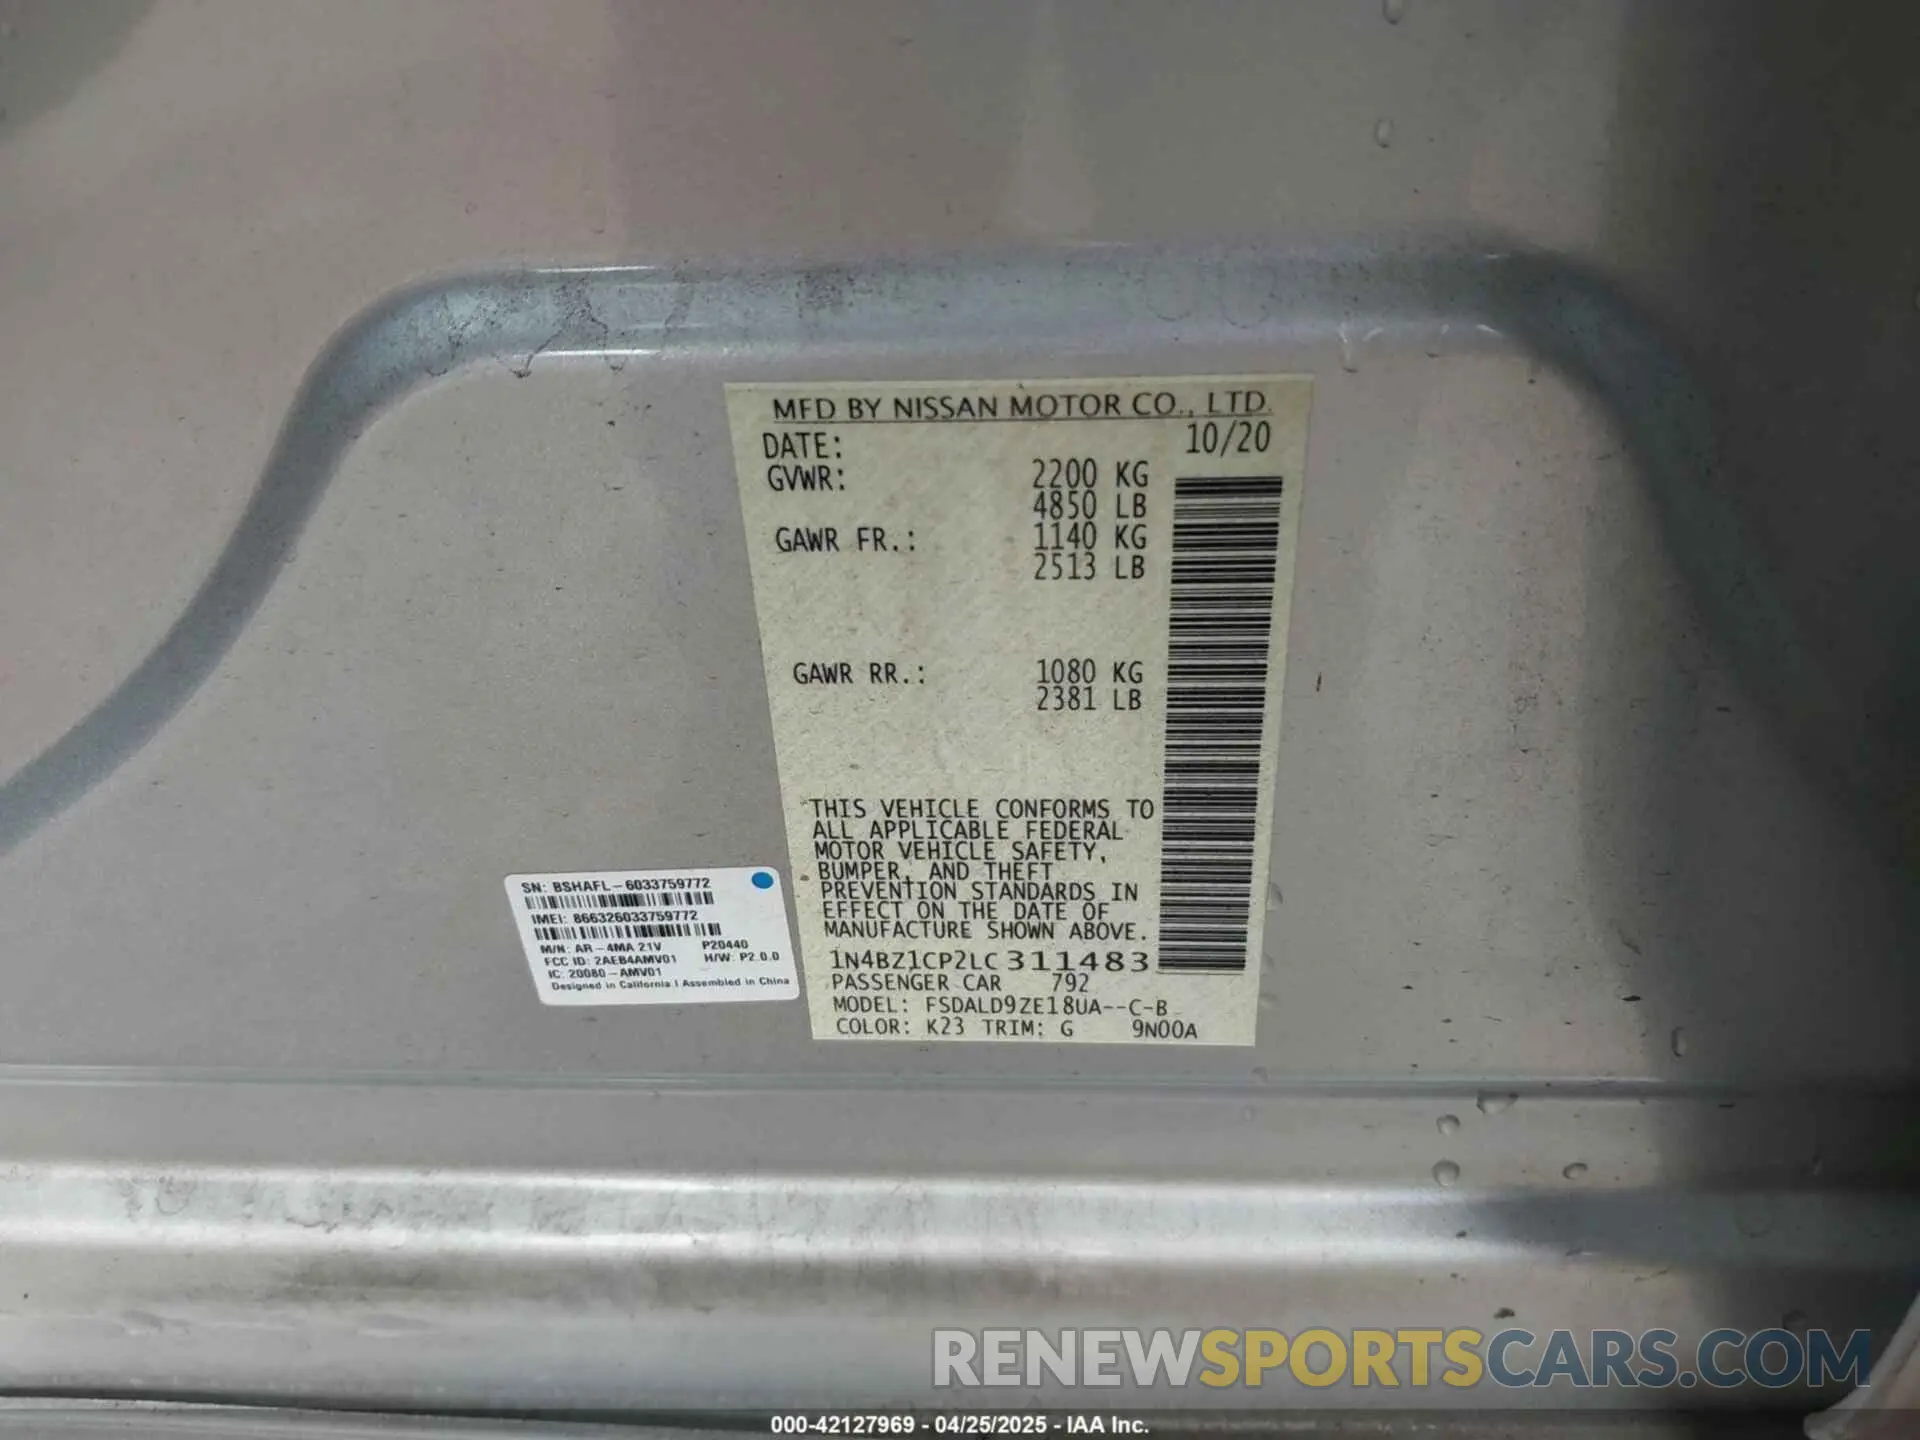 MFD BY NISSAN MOTOR CO., LTD.
DATE: 10/20
GVWR: 2200 KG
4850 LB
GAWR FR.: 1140 KG
2513 LB
GAWR RR.: 1080 KG
2381 LB
THIS VEHICLE CONFORMS TO
ALL APPLICABLE FEDERAL
MOTOR VEHICLE SAFETY,
BUMPER, AND THEFT
PREVENTION STANDARDS IN
EFFECT ON THE DATE OF
MANUFACTURE SHOWN ABOVE.
1N4BZ1CP2LC311483
PASSENGER CAR 792
MODEL: FSDALD9ZE18UA--C-B
COLOR: K23 TRIM: G 9N00A
SN: BSHAFL-6033759772
IMEI: 866326033759772
M/N: AR-4MA 21V P20440
FCC ID: 2AEB4AMV01 H/W: P2.0.0
IC: 20080-AMV01
Designed in California | Assembled in China
RENEWSPORTSCARS.COM
000-42127969 - 04/25/2025 - IAA Inc.